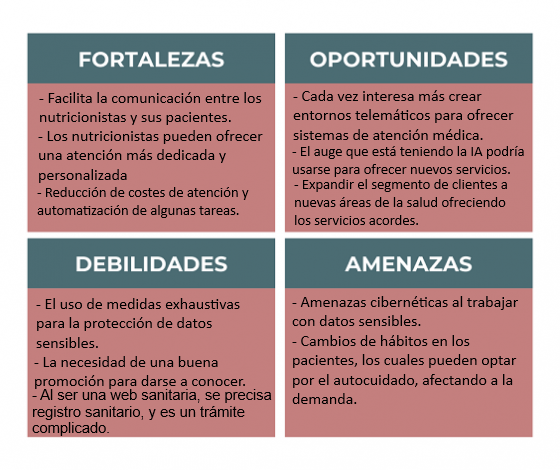 FORTALEZAS
- Facilita la comunicación entre los
nutricionistas y sus pacientes.
- Los nutricionistas pueden ofrecer
una atención más dedicada y
personalizada
- Reducción de costes de atención y
automatización de algunas tareas.
OPORTUNIDADES
- Cada vez interesa más crear
entornos telemáticos para ofrecer
sistemas de atención médica.
- El auge que está teniendo la IA podría
usarse para ofrecer nuevos servicios.
- Expandir el segmento de clientes a
nuevas áreas de la salud ofreciendo
los servicios acordes.
DEBILIDADES
- El uso de medidas exhaustivas
para la protección de datos
sensibles.
- La necesidad de una buena
promoción para darse a conocer.
- Al ser una web sanitaria, se precisa
registro sanitario, y es un trámite
complicado.
AMENAZAS
- Amenazas cibernéticas al trabajar
con datos sensibles.
- Cambios de hábitos en los
pacientes, los cuales pueden optar
por el autocuidado, afectando a la
demanda.